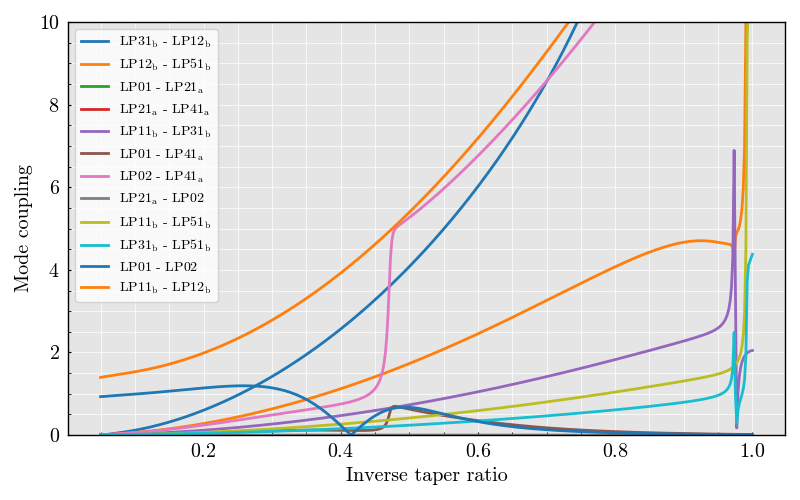 10
8
6
4
2
0
Mode coupling
LP31b - LP12b
LP12b - LP51b
LP01 - LP21a
LP21a - LP41a
LP11b - LP31b
LP01 - LP41a
LP02 - LP41a
LP21a - LP02
LP11b - LP51b
LP31b - LP51b
LP01 - LP02
LP11b - LP12b
0.2 0.4 0.6 0.8 1.0
Inverse taper ratio